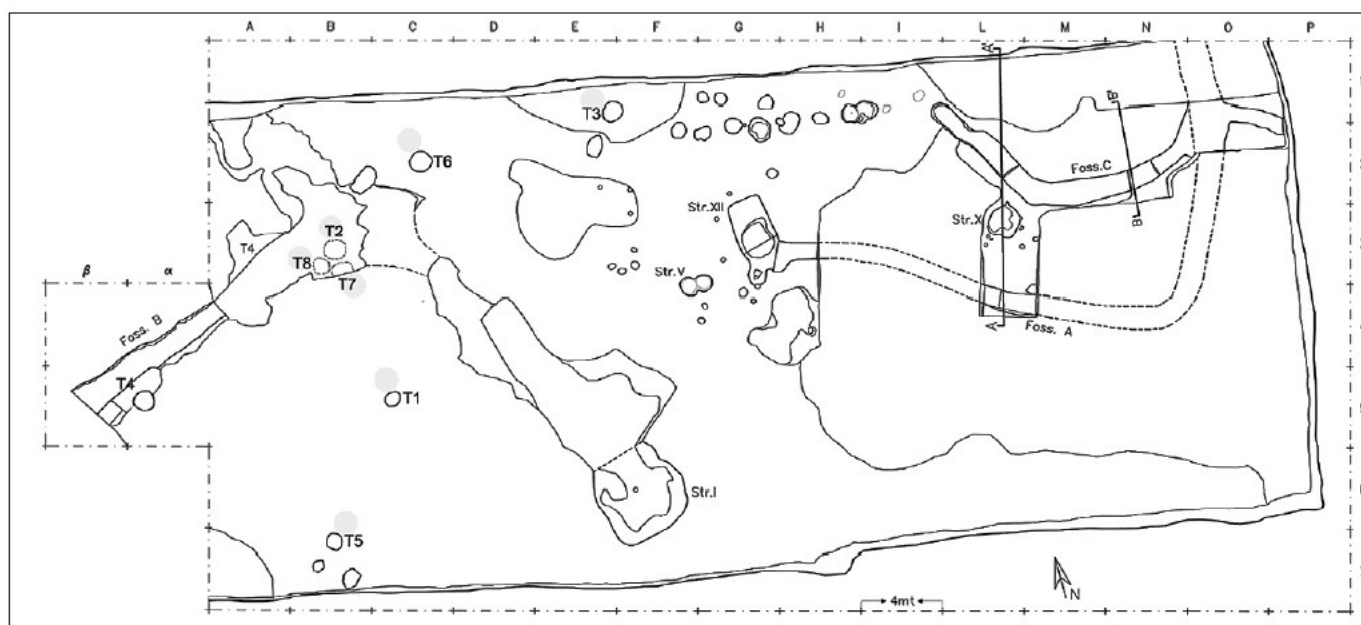 A B C D E F G H I L M N O P
A'
T3
B'
T6
Foss.C
Str.XII
Str.X
T2
T4
B
β α
T8
Str.V
T7
Foss. B
A
Foss. A
T4
T1
Str.I
T5
N
4mt